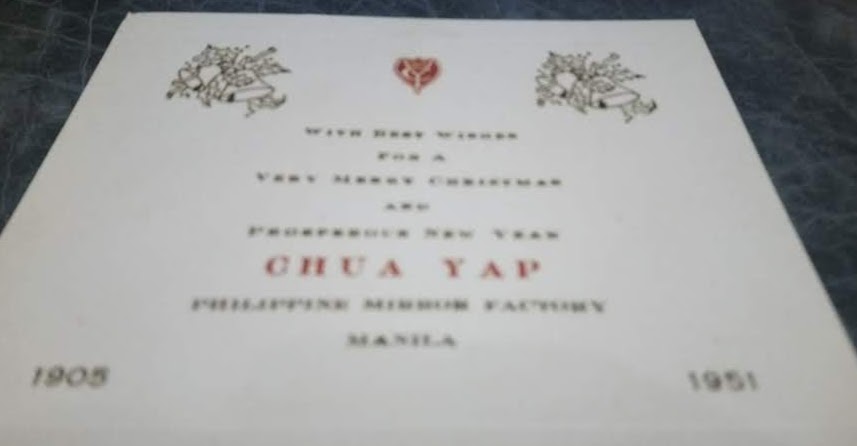 WITH BEST WISHES
FOR A
VERY MERRY CHRISTMAS
AND
PROSPEROUS NEW YEAR
CHUA YAP
PHILIPPINE MIRROR FACTORY
MANILA
1905 1951